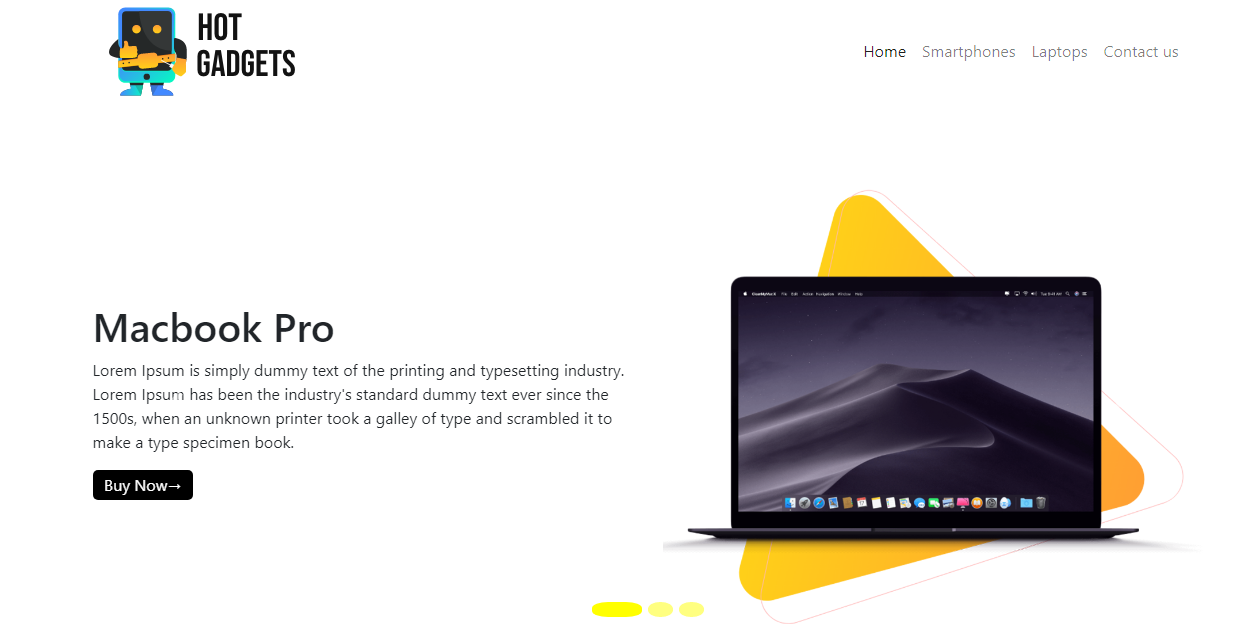 HOT
GADGETS
Home Smartphones Laptops Contact us
Macbook Pro
Lorem Ipsum is simply dummy text of the printing and typesetting industry.
Lorem Ipsum has been the industry's standard dummy text ever since the
1500s, when an unknown printer took a galley of type and scrambled it to
make a type specimen book.
Buy Now→